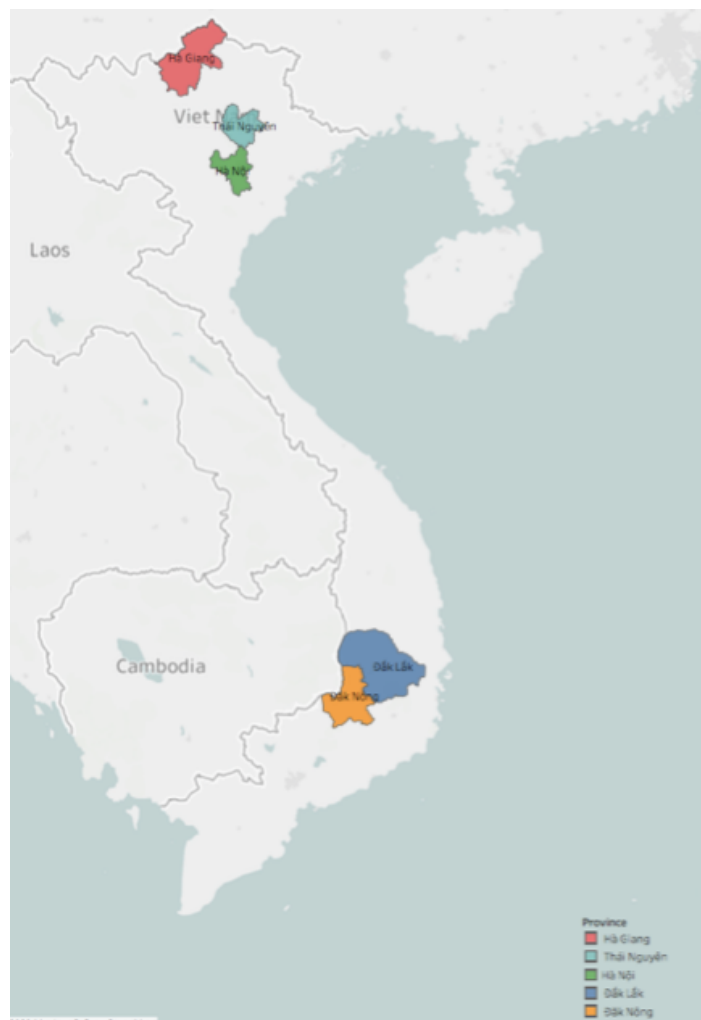 Hà Giang
Viet N
Thái Nguyên
Hà Nội
Laos
Đắk Lắk
Cambodia
Đắk Nông
Province
Hà Giang
Thái Nguyên
Hà Nội
Đắk Lắk
Đắk Nông